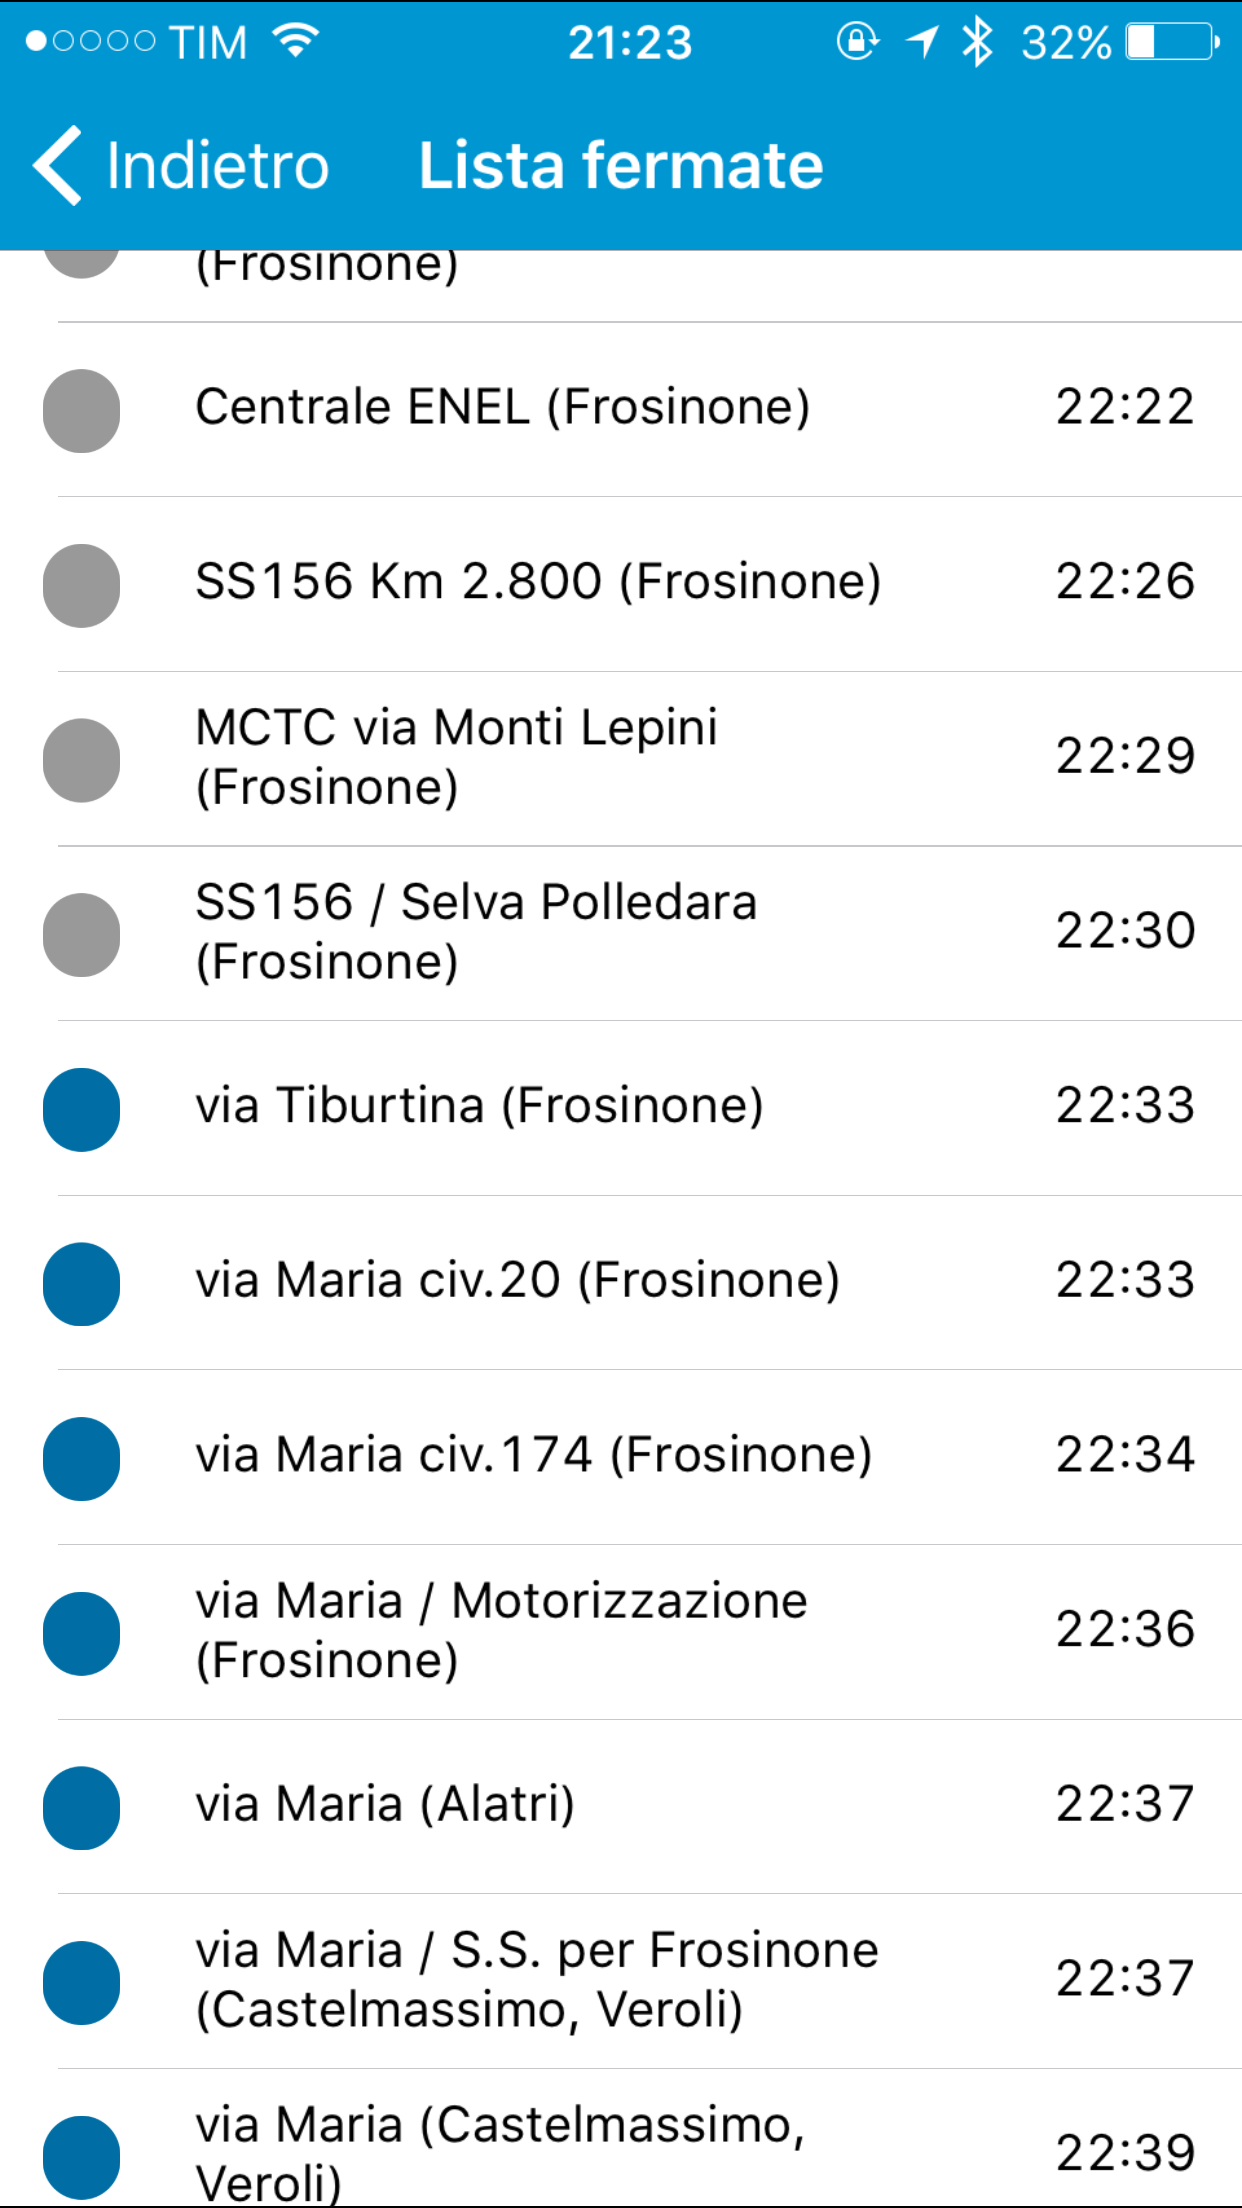 TIM 21:23 32%
Indietro Lista fermate
(Frosinone)
Centrale ENEL (Frosinone) 22:22
SS156 Km 2.800 (Frosinone) 22:26
MCTC via Monti Lepini
(Frosinone) 22:29
SS156 / Selva Polledara
(Frosinone) 22:30
via Tiburtina (Frosinone) 22:33
via Maria civ.20 (Frosinone) 22:33
via Maria civ.174 (Frosinone) 22:34
via Maria / Motorizzazione
(Frosinone) 22:36
via Maria (Alatri) 22:37
via Maria / S.S. per Frosinone
(Castelmassimo, Veroli) 22:37
via Maria (Castelmassimo,
Veroli) 22:39